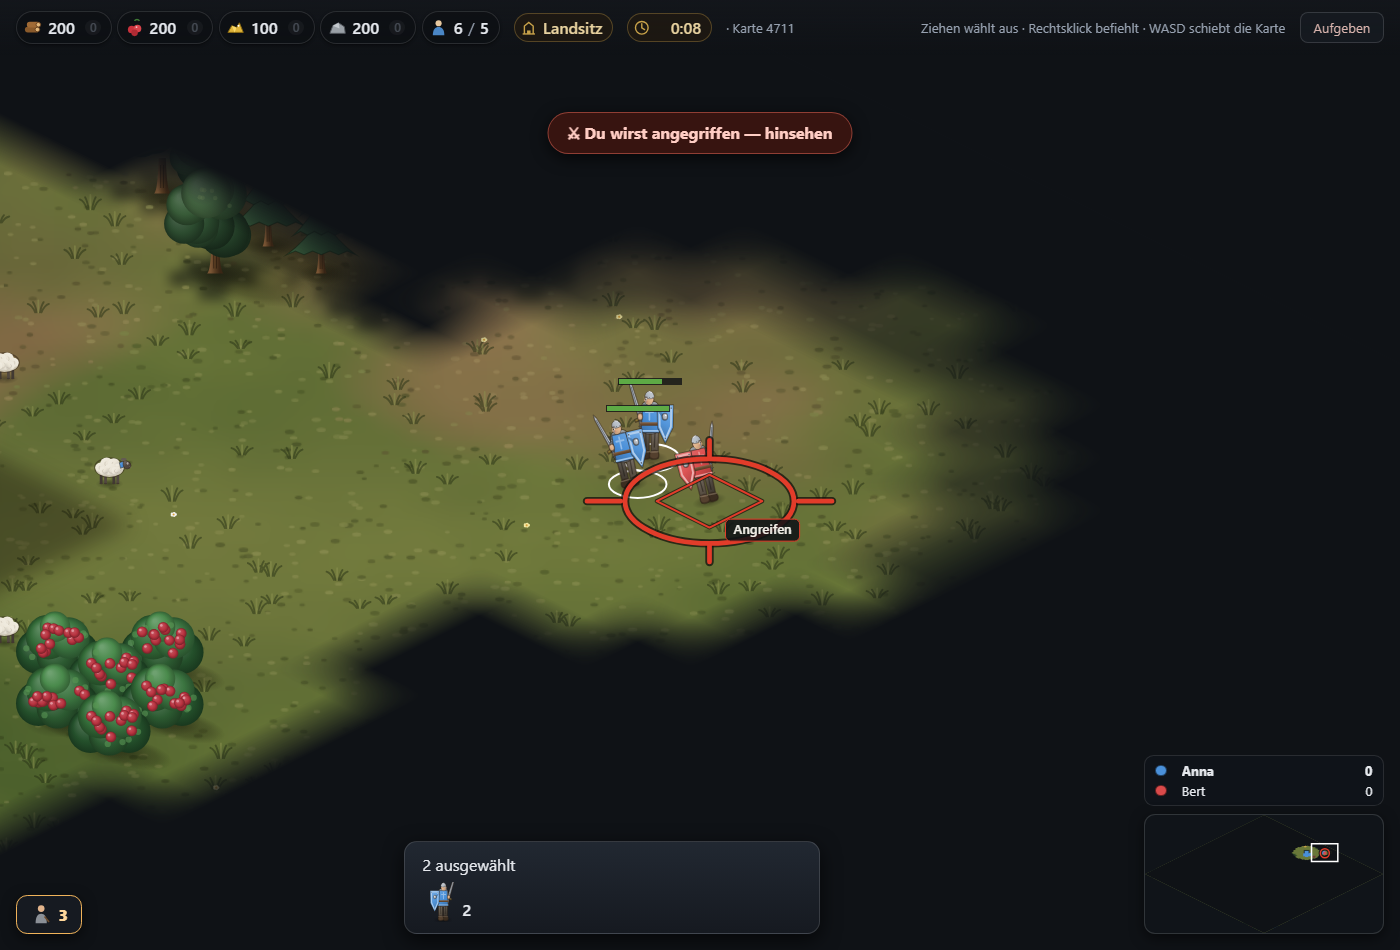 200 0 200 0 100 0 200 0 6 / 5 Landsitz 0:08 · Karte 4711 Ziehen wählt aus · Rechtsklick befiehlt · WASD schiebt die Karte Aufgeben
Du wirst angegriffen — hinsehen
Angreifen
Anna 0
Bert 0
2 ausgewählt
2
3